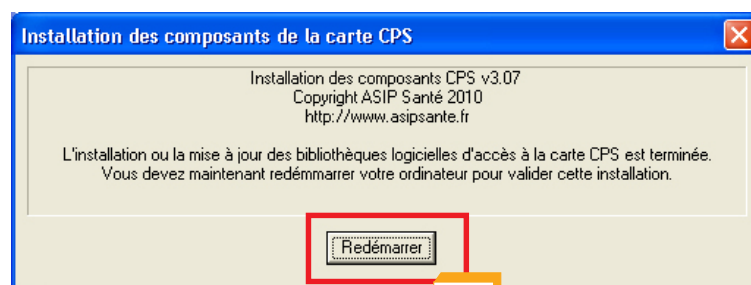 Installation des composants de la carte CPS
Installation des composants CPS v3.07
Copyright ASIP Santé 2010
http://www.asipsante.fr
L'installation ou la mise à jour des bibliothèques logicielles d'accès à la carte CPS est terminée.
Vous devez maintenant redémmarrer votre ordinateur pour valider cette installation.
Redémarrer